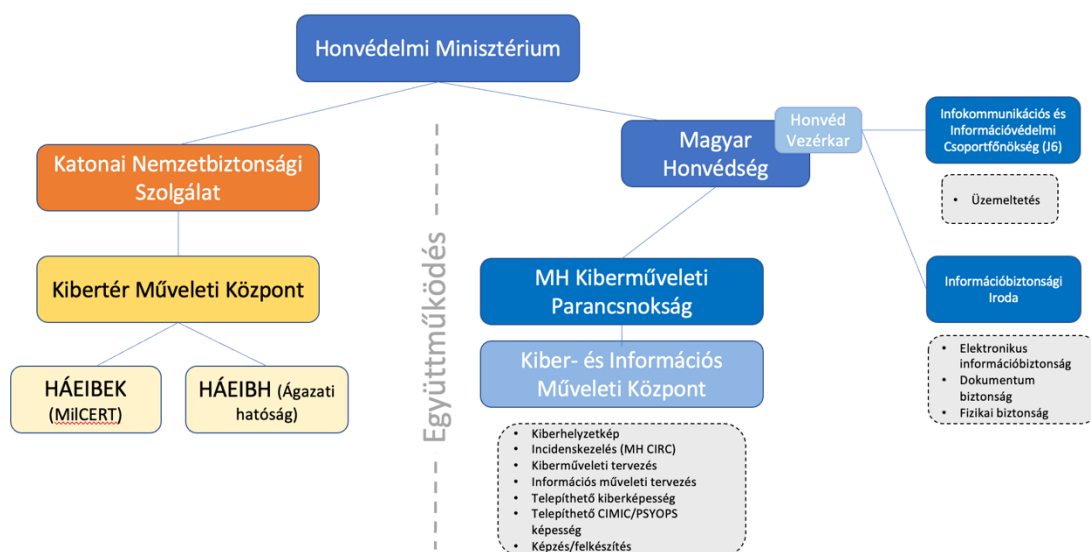 Honvédelmi Minisztérium
Honvéd
Vezérkar
Infokommunikációs és
Információvédelmi
Csoportfőnökség (J6)
Katonai Nemzetbiztonsági
Szolgálat
Magyar
Honvédség
• Üzemeltetés
Együttműködés
Kibertér Műveleti Központ
MH Kiberműveleti
Parancsnokság
Információbiztonsági
Iroda
HÁEIBEK
(MilCERT)
HÁEIBH (Ágazati
hatóság)
Kiber- és Információs
Műveleti Központ
• Elektronikus
információbiztonság
• Dokumentum
biztonság
• Fizikai biztonság
• Kiberhelyzetkép
• Incidenskezelés (MH CIRC)
• Kiberműveleti tervezés
• Információs műveleti tervezés
• Telepíthető kiberképesség
• Telepíthető CIMIC/PSYOPS
képesség
• Képzés/felkészítés